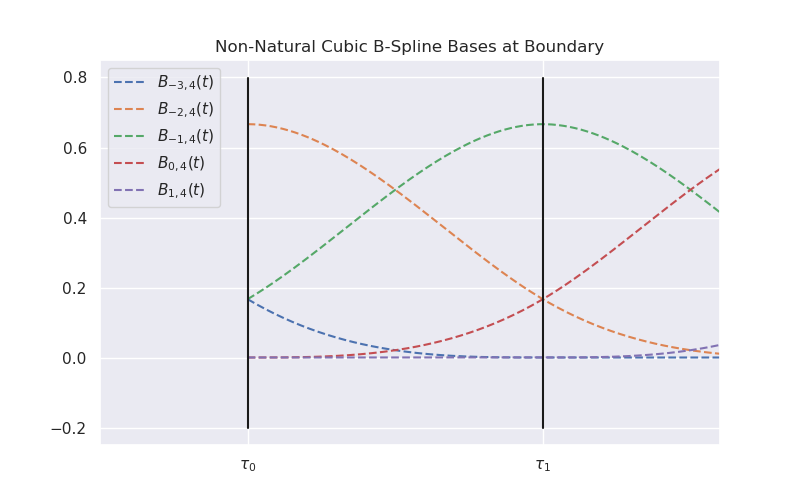 Non-Natural Cubic B-Spline Bases at Boundary
0.8
0.6
0.4
0.2
0.0
−0.2
B₋₃,₄(t)
B₋₂,₄(t)
B₋₁,₄(t)
B₀,₄(t)
B₁,₄(t)
τ₀ τ₁